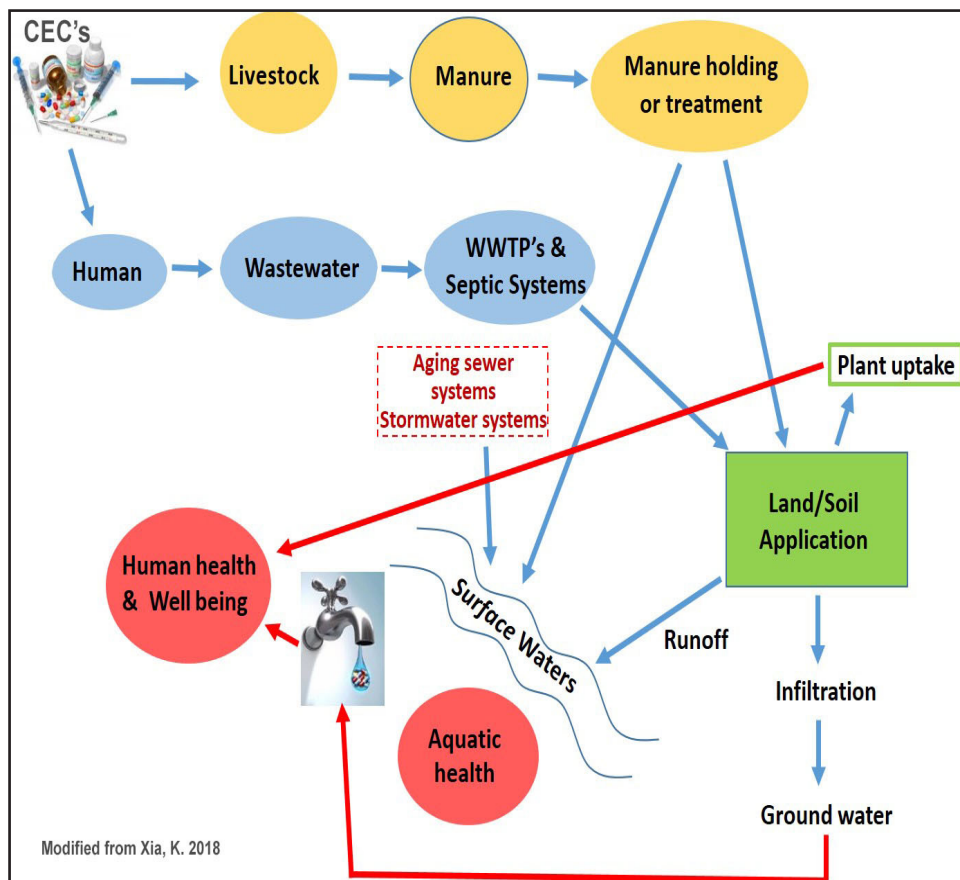 CEC's
Livestock
Manure
Manure holding
or treatment
Human
Wastewater
WWTP's &
Septic Systems
Aging sewer
systems
Stormwater systems
Plant uptake
Land/Soil
Application
Human health
& Well being
Surface Waters
Runoff
Infiltration
Aquatic
health
Ground water
Modified from Xia, K. 2018